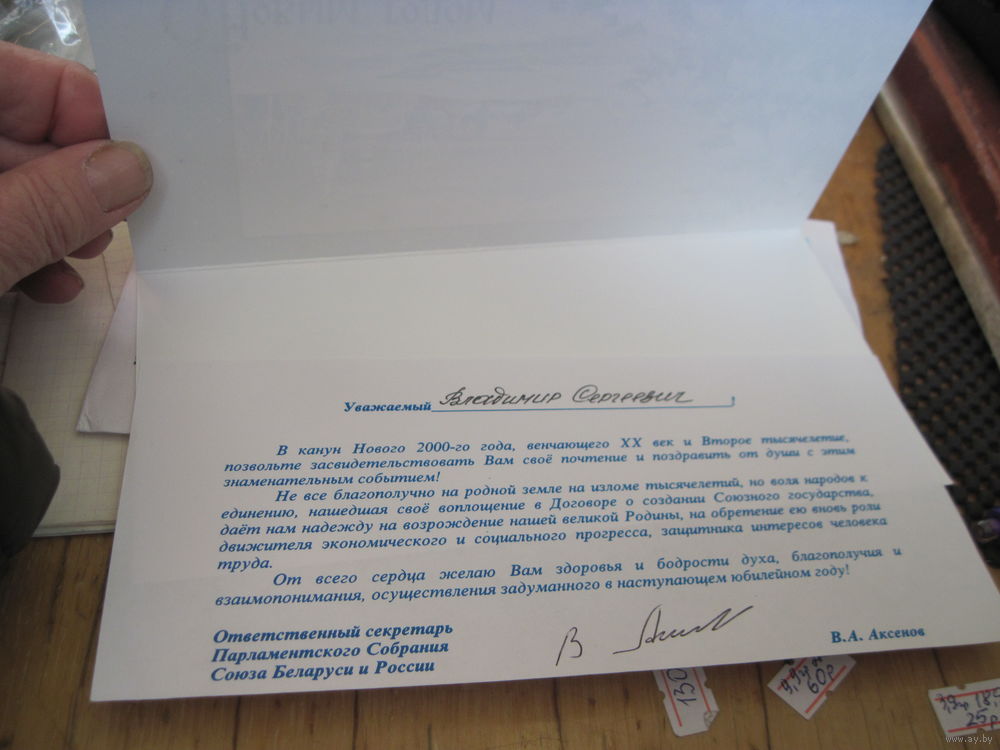 Уважаемый Владимир Сергеевич,
В канун Нового 2000-го года, венчающего XX век и Второе тысячелетие,
позвольте засвидетельствовать Вам своё почтение и поздравить от души с этим
знаменательным событием!
Не все благополучно на родной земле на изломе тысячелетий, но воля народов к
единению, нашедшая своё воплощение в Договоре о создании Союзного государства,
даёт нам надежду на возрождение нашей великой Родины, на обретение ею вновь роли
движителя экономического и социального прогресса, защитника интересов человека
труда.
От всего сердца желаю Вам здоровья и бодрости духа, благополучия и
взаимопонимания, осуществления задуманного в наступающем юбилейном году!
Ответственный секретарь
Парламентского Собрания
Союза Беларуси и России
В.А. Аксенов
130
60р
25р
www.ay.by